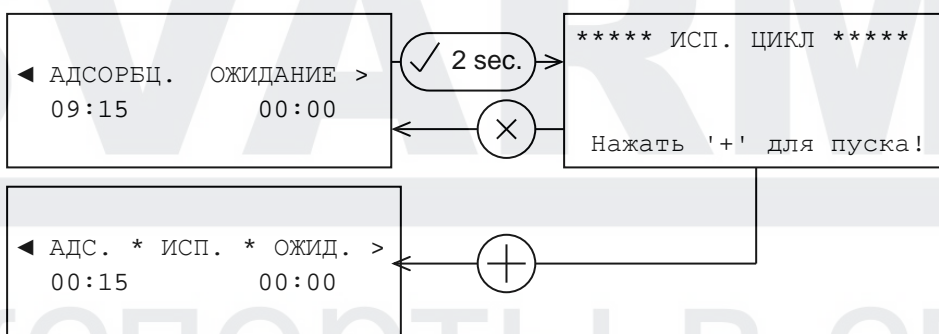 ◄ АДСОРБЦ. ОЖИДАНИЕ >
09:15 00:00
✓ 2 sec.
***** ИСП. ЦИКЛ *****
Нажать '+' для пуска!
◄ АДС. * ИСП. * ОЖИД. >
00:15 00:00